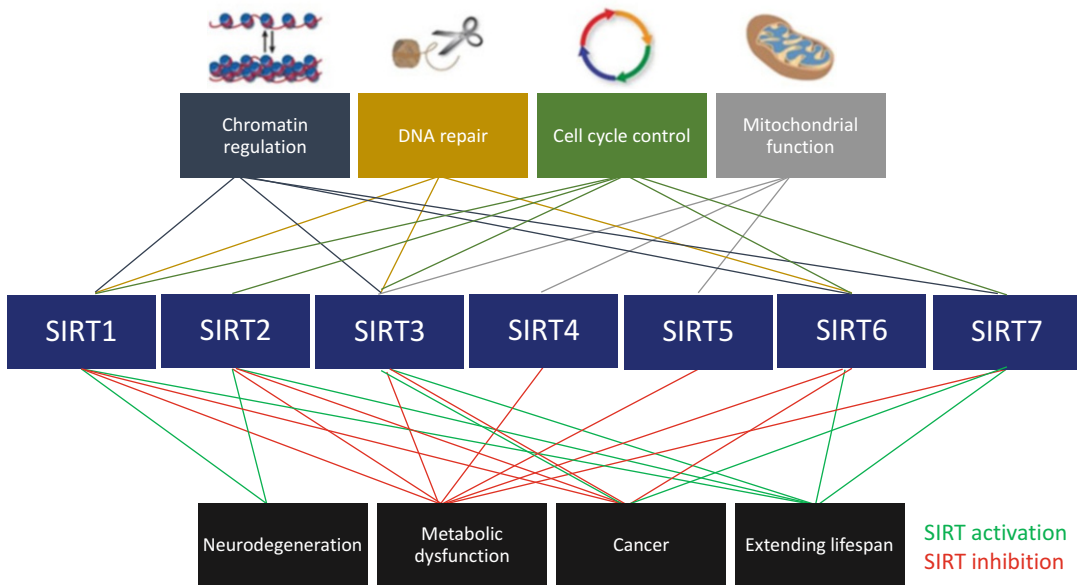 Chromatin
regulation
DNA repair
Cell cycle control
Mitochondrial
function
SIRT1
SIRT2
SIRT3
SIRT4
SIRT5
SIRT6
SIRT7
Neurodegeneration
Metabolic
dysfunction
Cancer
Extending lifespan
SIRT activation
SIRT inhibition